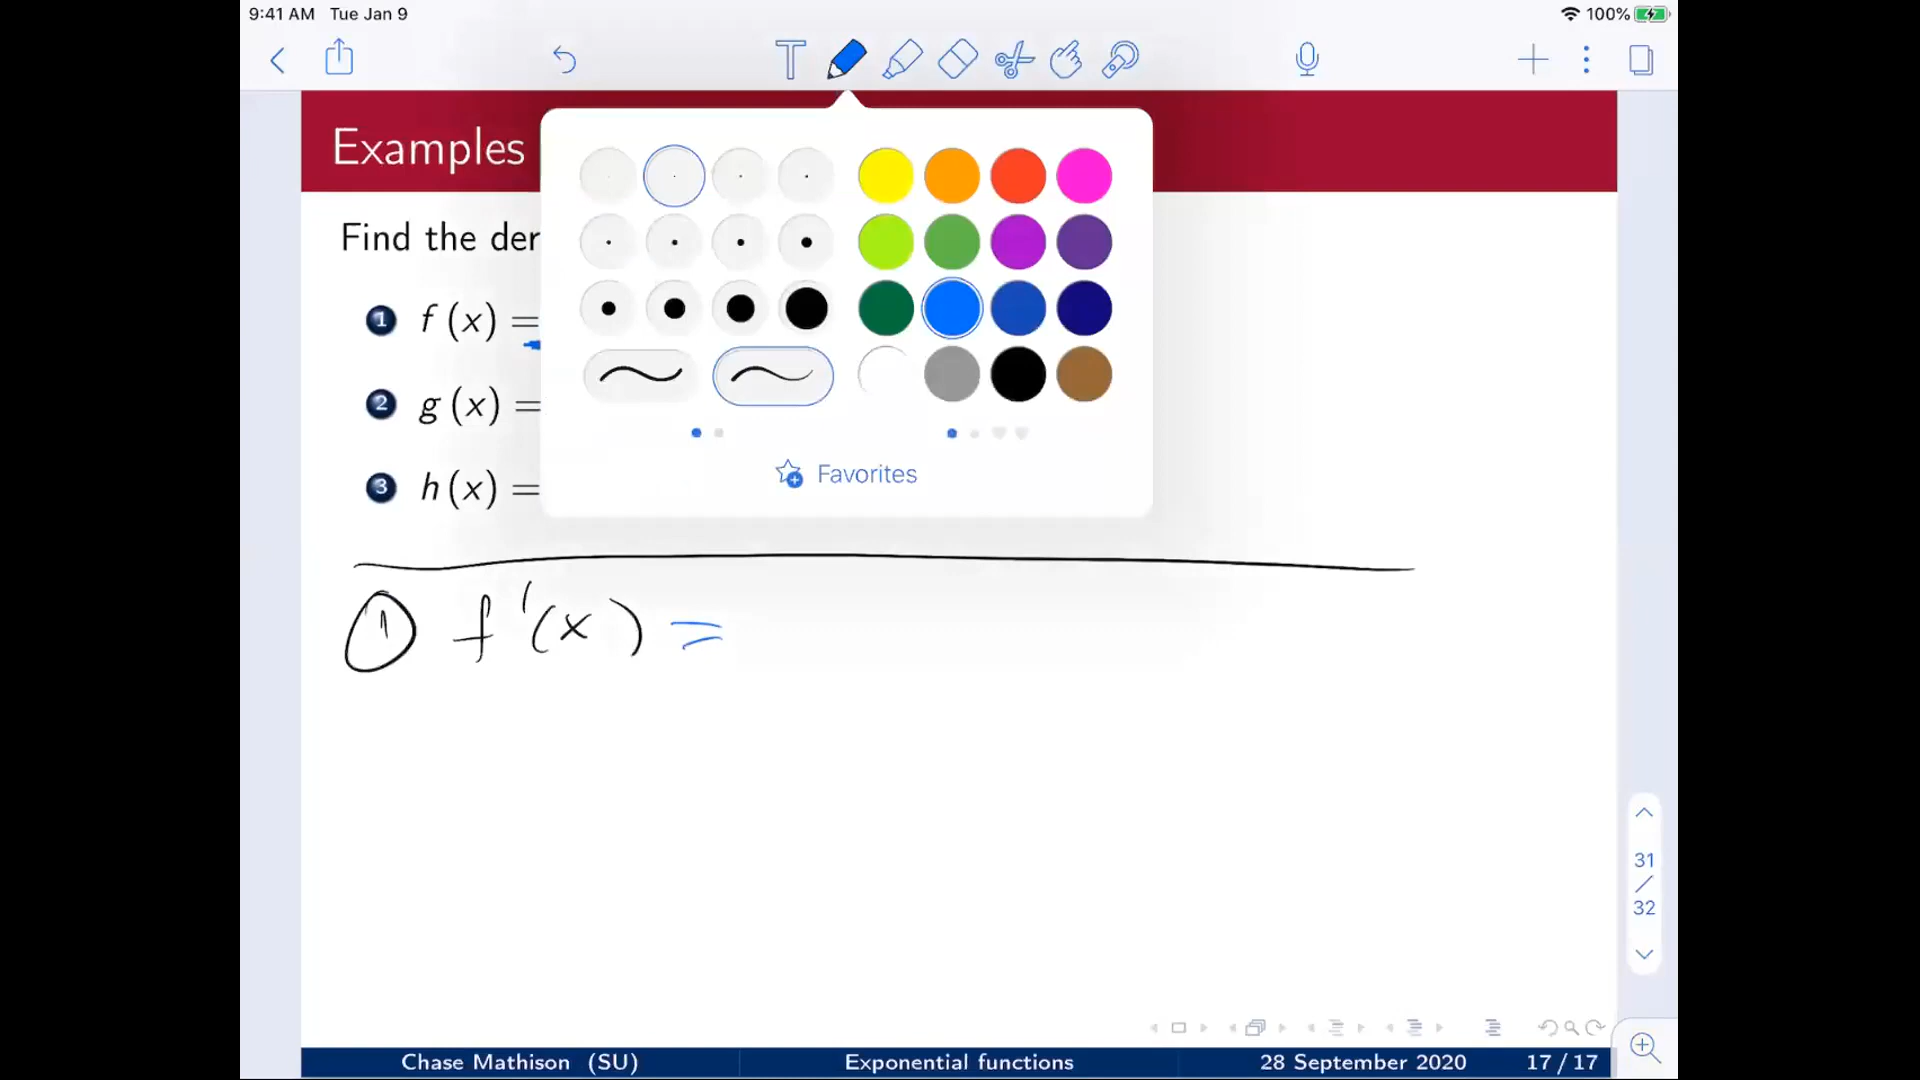 9:41 AM Tue Jan 9 100%
T
Examples
Find the der
1 f (x) =
2 g (x) =
3 h (x) =
Favorites
1 f'(x) =
31
/
32
Chase Mathison (SU) Exponential functions 28 September 2020 17 / 17